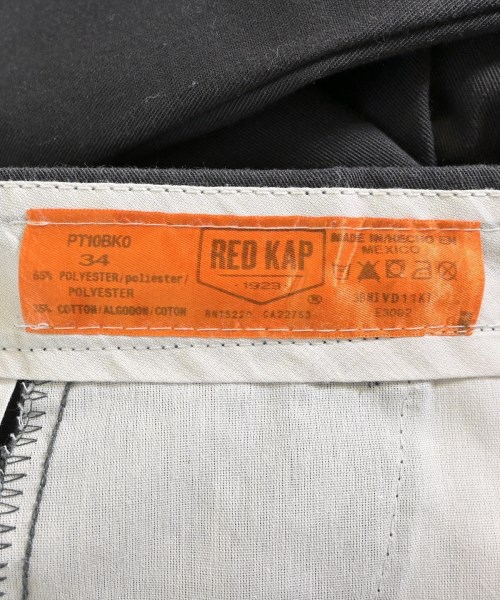 PT10BK0
34
65% POLYESTER/poliester/
POLYESTER
35% COTTON/ALGODON/COTON
RED KAP
1923
®
RN15220 CA22753
MADE IN/HECHO EN
MEXICO